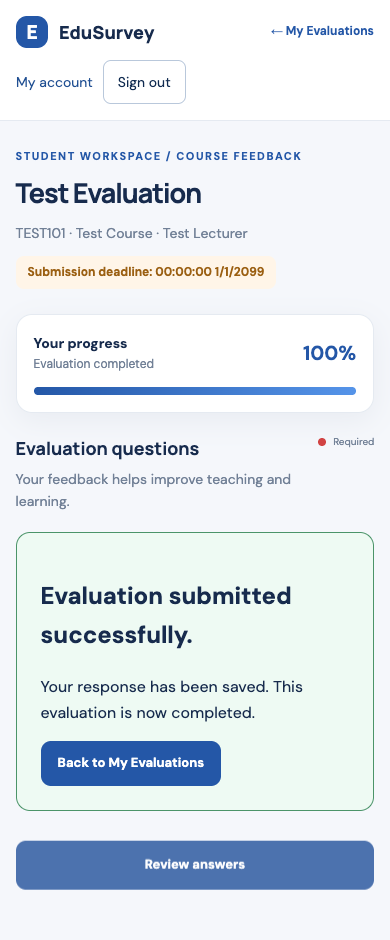 E EduSurvey
← My Evaluations
My account
Sign out
STUDENT WORKSPACE / COURSE FEEDBACK
Test Evaluation
TEST101 · Test Course · Test Lecturer
Submission deadline: 00:00:00 1/1/2099
Your progress
Evaluation completed
100%
Evaluation questions
Required
Your feedback helps improve teaching and
learning.
Evaluation submitted
successfully.
Your response has been saved. This
evaluation is now completed.
Back to My Evaluations
Review answers